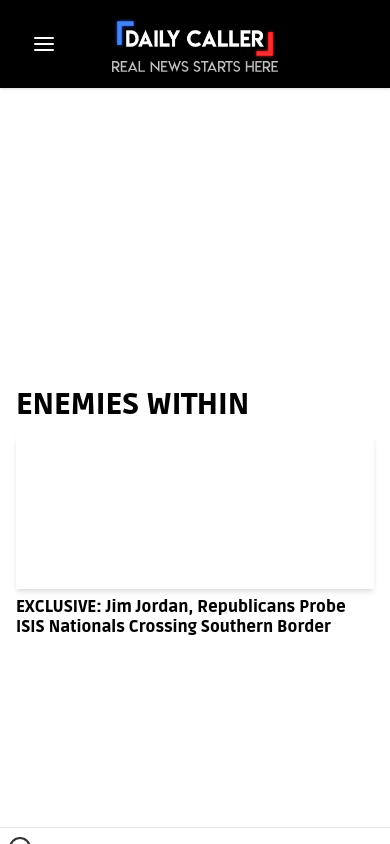 DAILY CALLER
REAL NEWS STARTS HERE
ENEMIES WITHIN
EXCLUSIVE: Jim Jordan, Republicans Probe
ISIS Nationals Crossing Southern Border